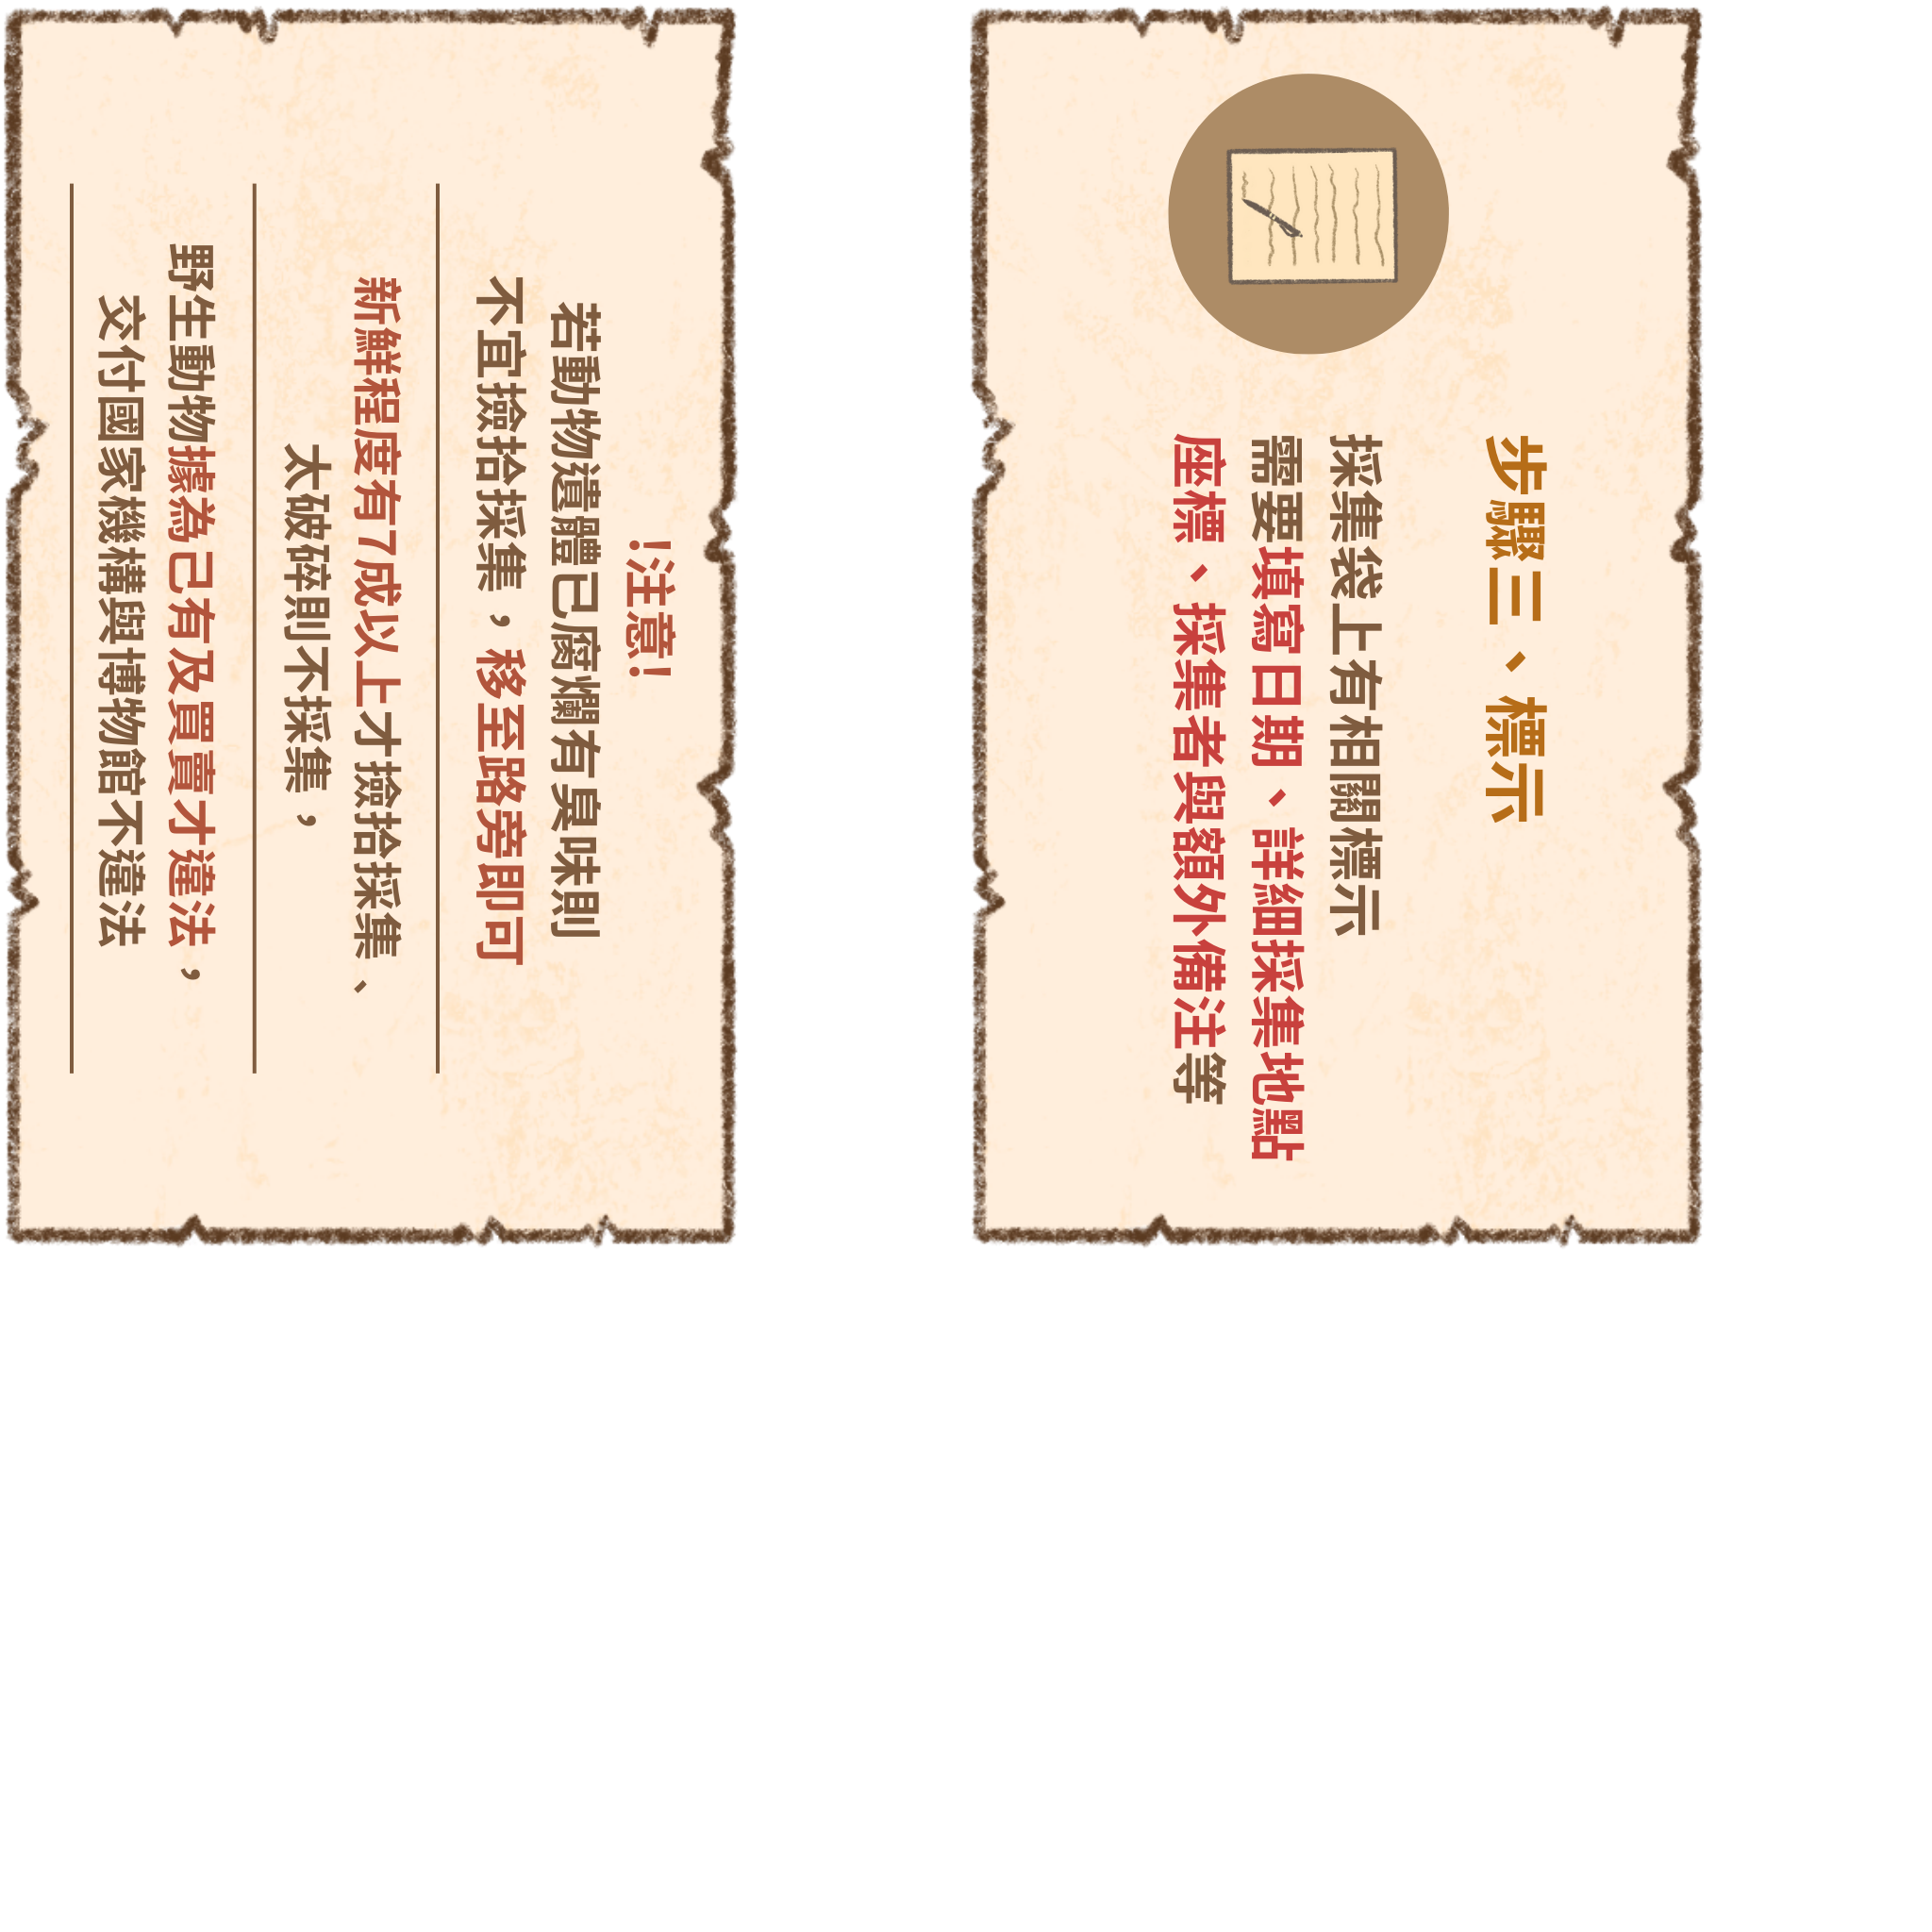 步驟三、標示
採集袋上有相關標示
需要填寫日期、詳細採集地點
座標、採集者與額外備注等
!注意!
若動物遺體已腐爛有臭味則
不宜撿拾採集，移至路旁即可
新鮮程度有7成以上才撿拾採集、
太破碎則不採集，
野生動物據為己有及買賣才違法，
交付國家機構與博物館不違法